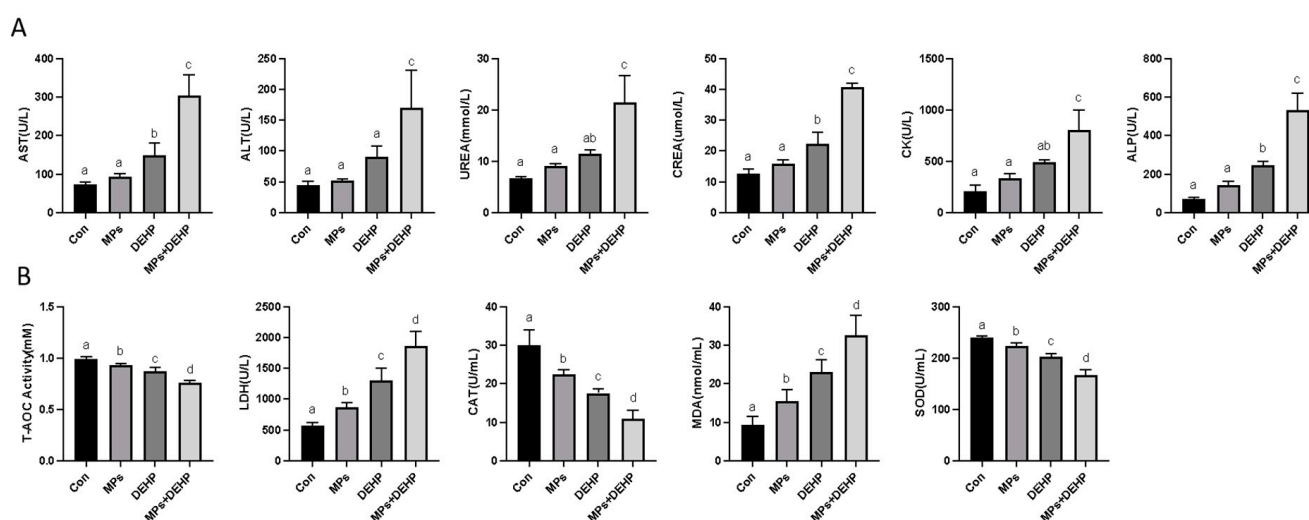 A
AST(U/L)
400
300
200
100
0
a
a
b
c
Con
MPs
DEHP
MPs+DEHP
ALT(U/L)
250
200
150
100
50
0
a
a
a
c
Con
MPs
DEHP
MPs+DEHP
UREA(mmol/L)
30
20
10
0
a
a
ab
c
Con
MPs
DEHP
MPs+DEHP
CREA(umol/L)
50
40
30
20
10
0
a
a
b
c
Con
MPs
DEHP
MPs+DEHP
CK(U/L)
1500
1000
500
0
a
a
ab
c
Con
MPs
DEHP
MPs+DEHP
ALP(U/L)
800
600
400
200
0
a
a
b
c
Con
MPs
DEHP
MPs+DEHP
B
T-AOC Activity(mM)
1.5
1.0
0.5
0.0
a
b
c
d
Con
MPs
DEHP
MPs+DEHP
LDH(U/L)
2500
2000
1500
1000
500
0
a
b
c
d
Con
MPs
DEHP
MPs+DEHP
CAT(U/mL)
40
30
20
10
0
a
b
c
d
Con
MPs
DEHP
MPs+DEHP
MDA(nmol/mL)
40
30
20
10
0
a
b
c
d
Con
MPs
DEHP
MPs+DEHP
SOD(U/mL)
300
200
100
0
a
b
c
d
Con
MPs
DEHP
MPs+DEHP